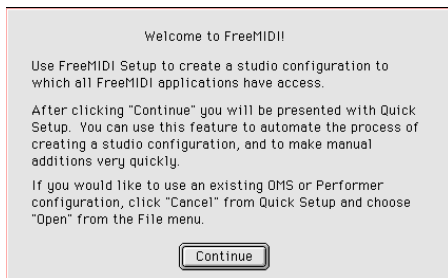 Welcome to FreeMIDI!
Use FreeMIDI Setup to create a studio configuration to
which all FreeMIDI applications have access.
After clicking "Continue" you will be presented with Quick
Setup. You can use this feature to automate the process of
creating a studio configuration, and to make manual
additions very quickly.
If you would like to use an existing OMS or Performer
configuration, click "Cancel" from Quick Setup and choose
"Open" from the File menu.
Continue